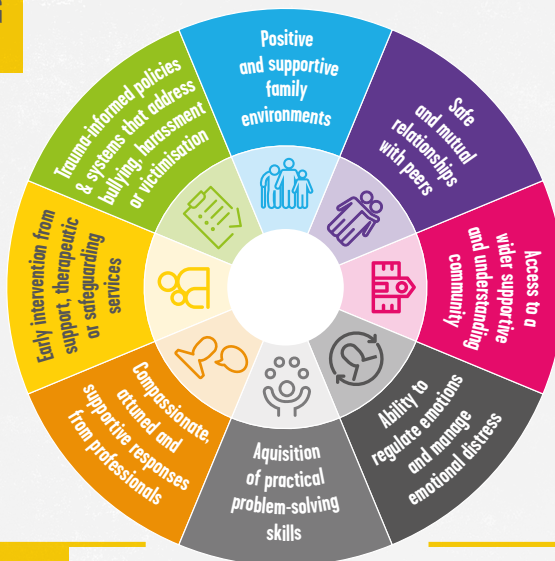 Positive
and supportive
family
environments
Safe
and mutual
relationships
with peers
Access to a
wider supportive
and understanding
community
Ability to
regulate emotions
and manage
emotional distress
Aquisition
of practical
problem-solving
skills
Compassionate,
attuned and
supportive responses
from professionals
Early intervention from
support, therapeutic
or safeguarding
services
Trauma-informed policies
& systems that address
bullying, harassment
or victimisation